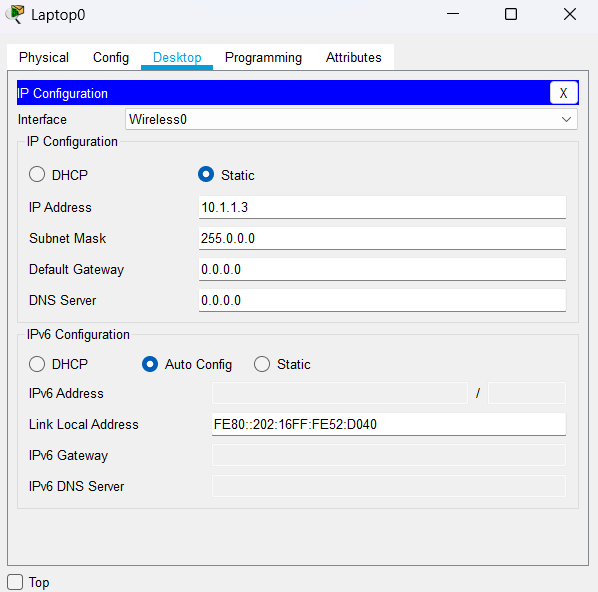 Laptop0
Physical Config Desktop Programming Attributes
IP Configuration X
Interface Wireless0
IP Configuration
DHCP Static
IP Address 10.1.1.3
Subnet Mask 255.0.0.0
Default Gateway 0.0.0.0
DNS Server 0.0.0.0
IPv6 Configuration
DHCP Auto Config Static
IPv6 Address /
Link Local Address FE80::202:16FF:FE52:D040
IPv6 Gateway
IPv6 DNS Server
Top